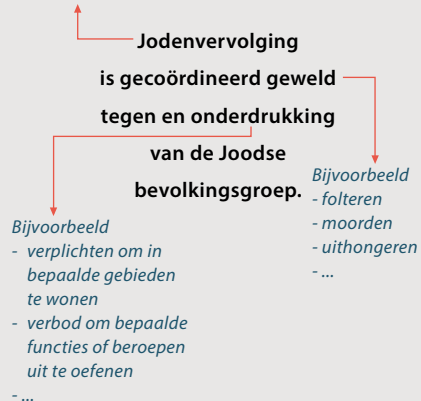 Jodenvervolging
is gecoördineerd geweld
tegen en onderdrukking
van de Joodse
bevolkingsgroep.
Bijvoorbeeld
- folteren
- moorden
- uithongeren
- ...
Bijvoorbeeld
- verplichten om in
bepaalde gebieden
te wonen
- verbod om bepaalde
functies of beroepen
uit te oefenen
- ...